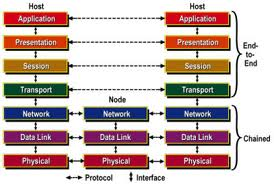 Host Host
Application Application
Presentation Presentation
Session Session
Transport Transport
End-
to-
End
Node
Network Network Network
Data Link Data Link Data Link
Physical Physical Physical
Chained
Protocol Interface